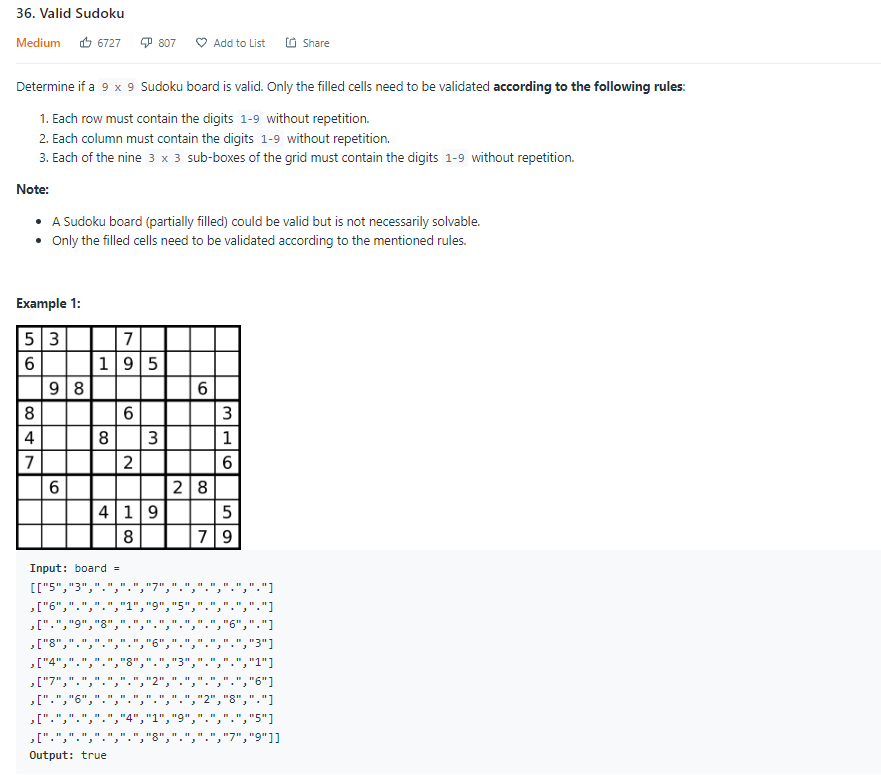 36. Valid Sudoku
Medium 6727 807 Add to List Share
Determine if a 9 x 9 Sudoku board is valid. Only the filled cells need to be validated according to the following rules:
1. Each row must contain the digits 1-9 without repetition.
2. Each column must contain the digits 1-9 without repetition.
3. Each of the nine 3 x 3 sub-boxes of the grid must contain the digits 1-9 without repetition.
Note:
• A Sudoku board (partially filled) could be valid but is not necessarily solvable.
• Only the filled cells need to be validated according to the mentioned rules.
Example 1:
5 3 7
6 1 9 5
9 8 6
8 6 3
4 8 3 1
7 2 6
6 2 8
4 1 9 5
8 7 9
Input: board =
[["5","3",".",".","7",".",".",".","."]
,["6",".",".","1","9","5",".",".","."]
,[".","9","8",".",".",".",".","6","."]
,["8",".",".",".","6",".",".",".","3"]
,["4",".",".","8",".","3",".",".","1"]
,["7",".",".",".","2",".",".",".","6"]
,[".","6",".",".",".",".","2","8","."]
,[".",".",".","4","1","9",".",".","5"]
,[".",".",".",".","8",".",".","7","9"]]
Output: true